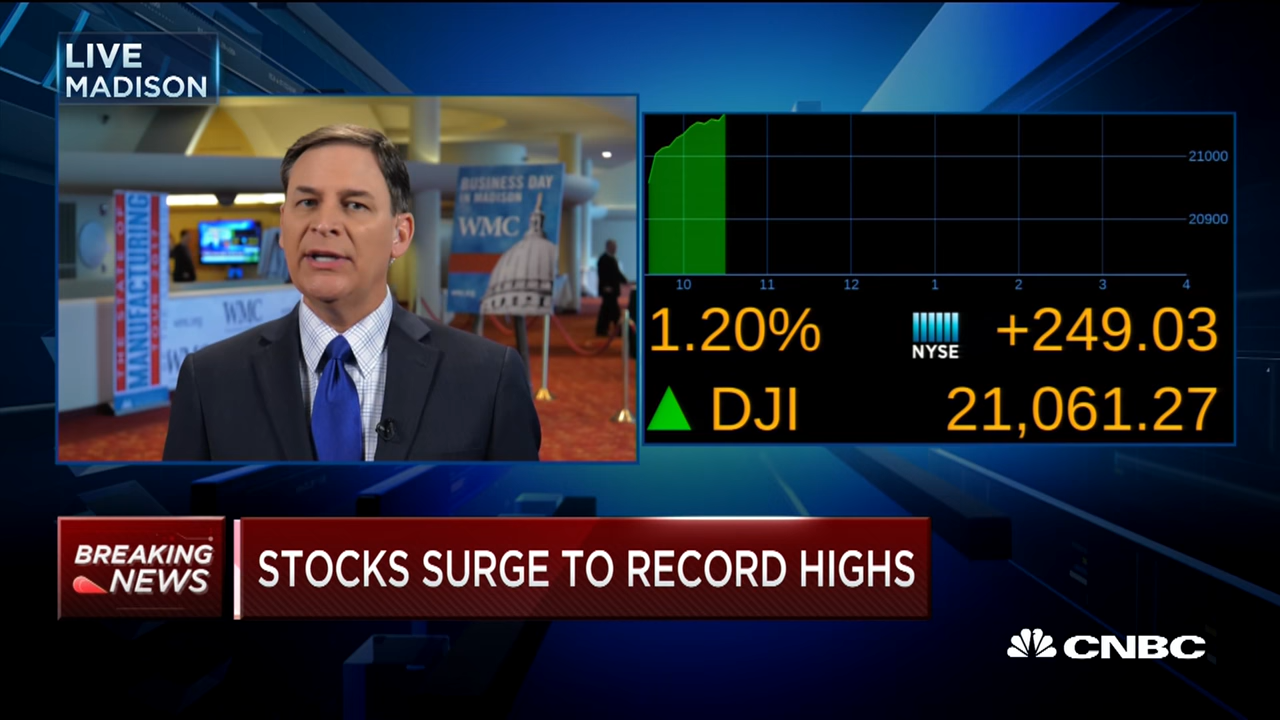 LIVE
MADISON
THE STATE OF
MANUFACTURING
BUSINESS DAY
IN MADISON
WMC
WMC
21000
20900
10 11 12 1 2 3 4
1.20% NYSE +249.03
DJI 21,061.27
BREAKING
NEWS
STOCKS SURGE TO RECORD HIGHS
CNBC